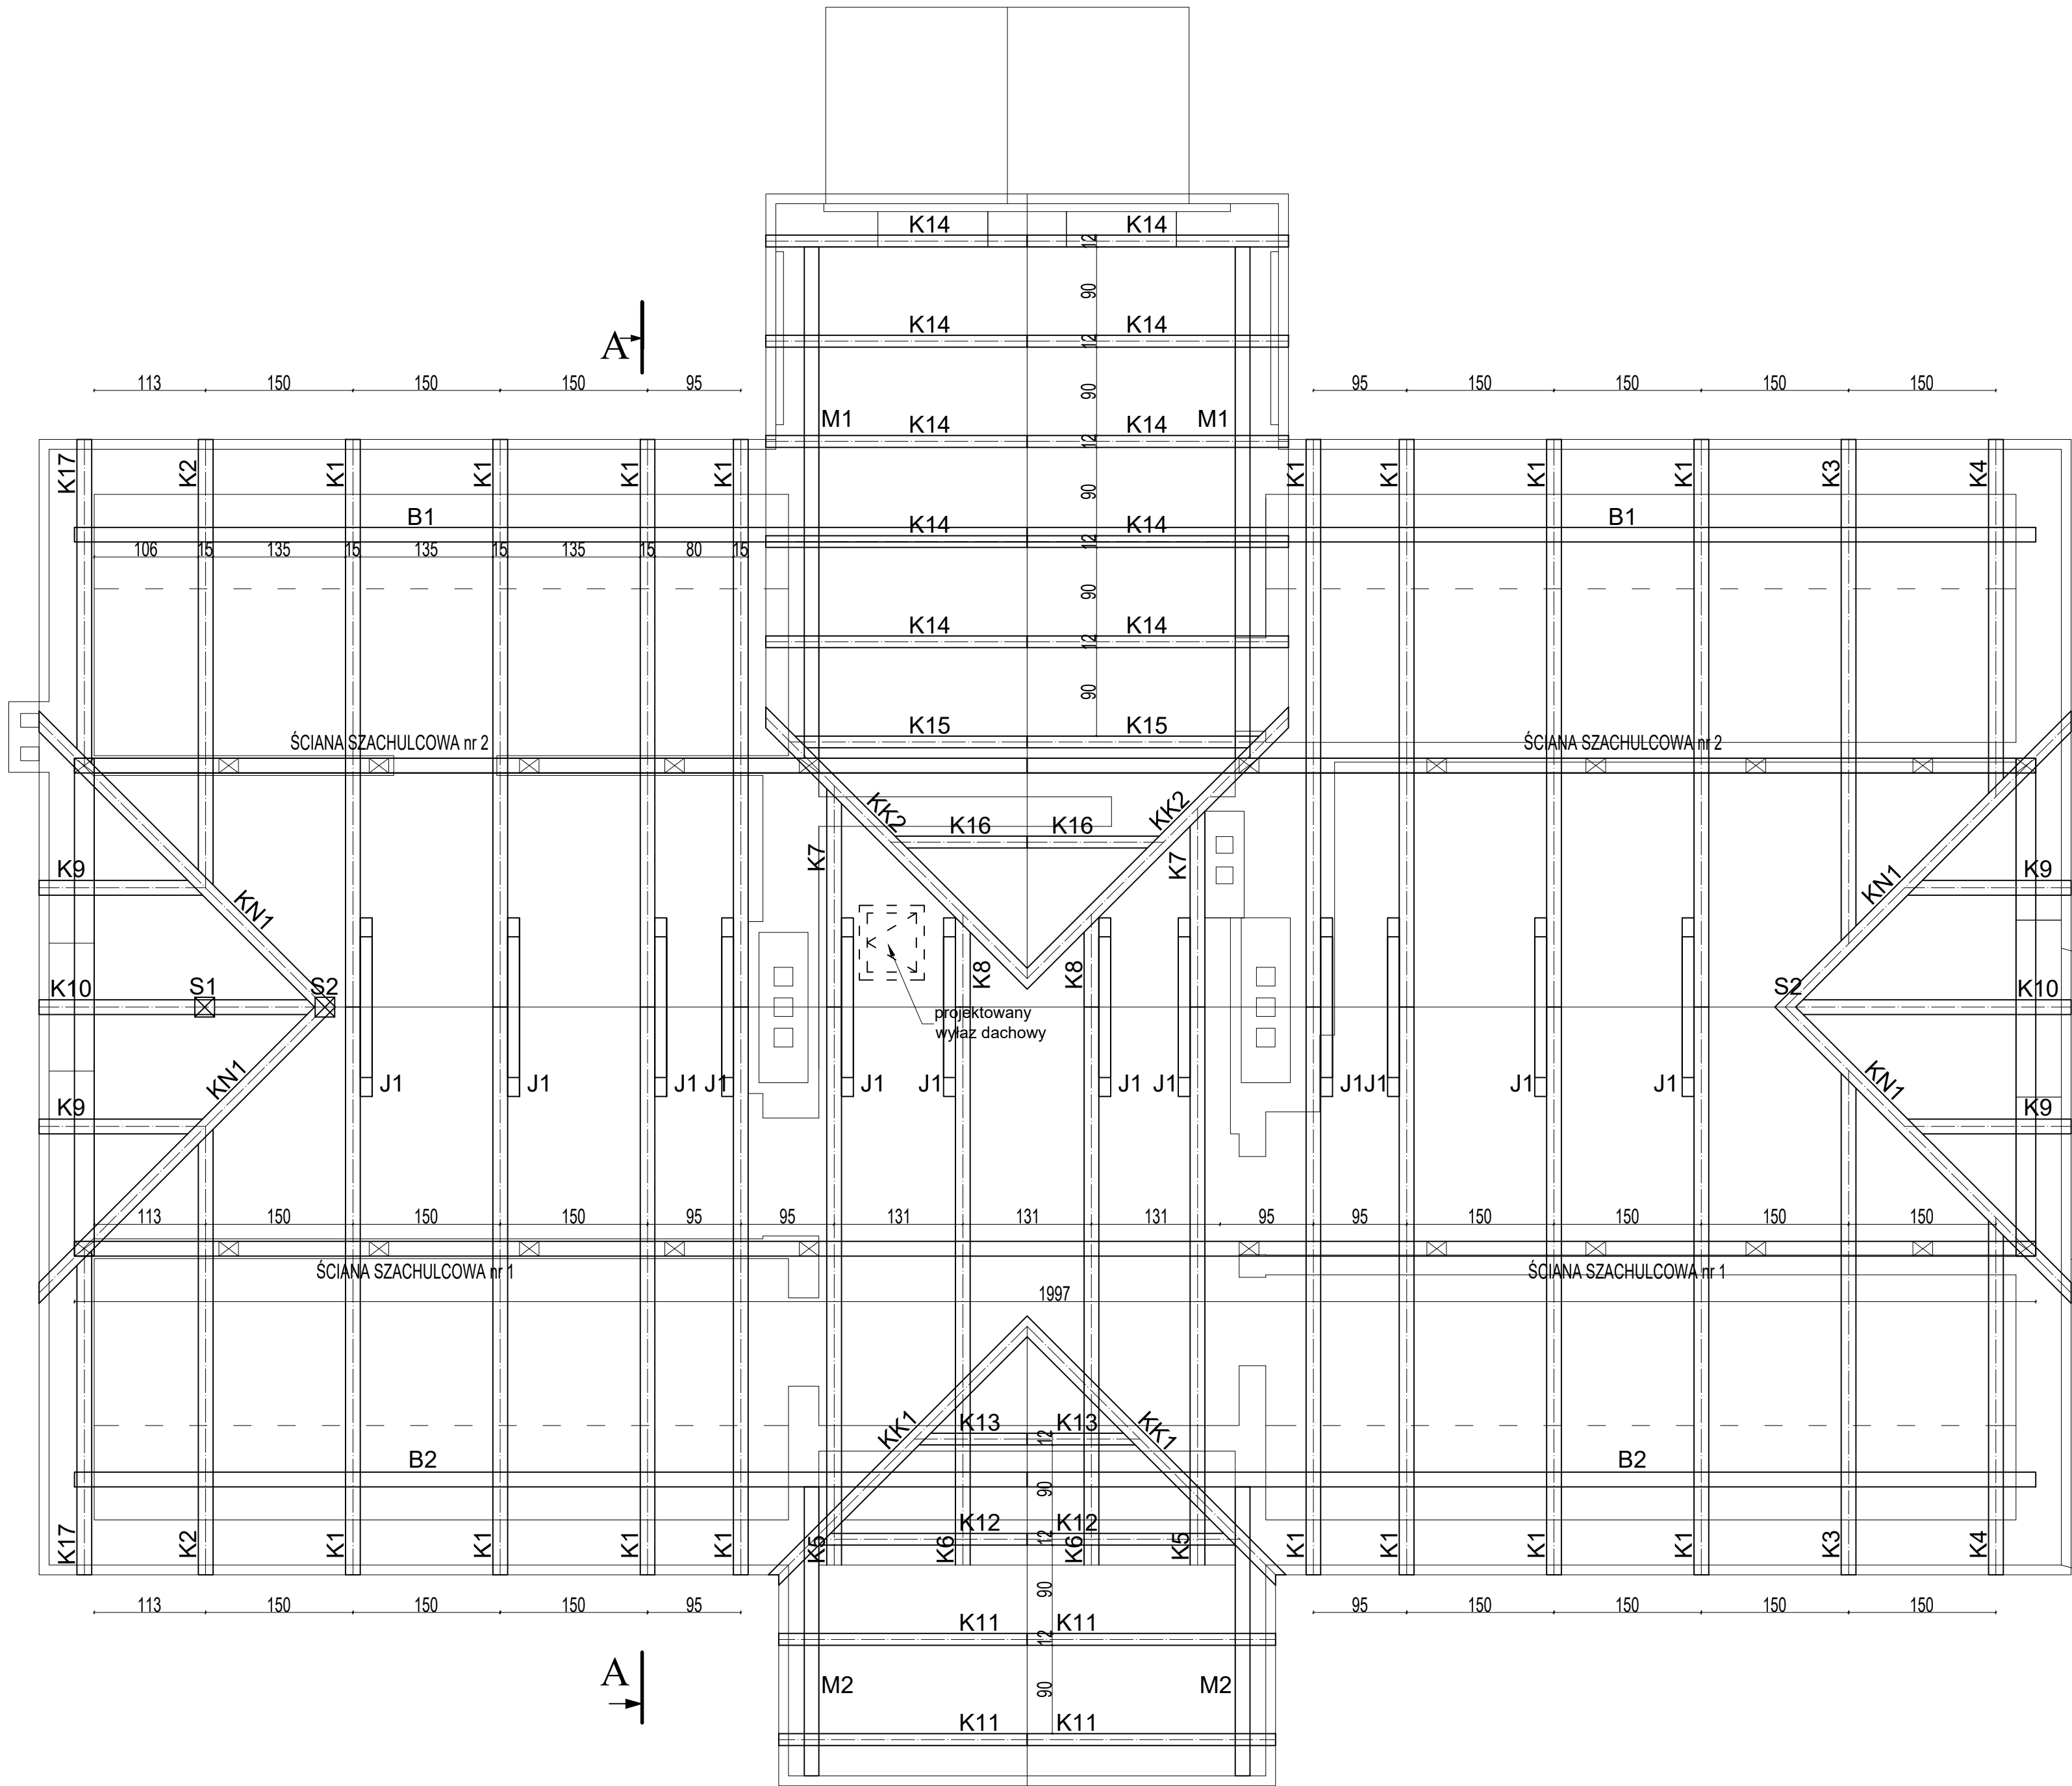 K14 K14
12
90
K14 K14
12
A
113 150 150 150 95
90
95 150 150 150 150
M1 M1
K14 K14
12
K17 K2 K1 K1 K1 K1
K1 K1 K1 K1 K3 K4
90
B1 B1
K14 K14
106 15 135 15 135 15 135 15 80 15
12
90
K14 K14
12
90
K15 K15
ŚCIANA SZACHULCOWA nr 2 ŚCIANA SZACHULCOWA nr 2
KK2 KK2
K16 K16
K7 K7
K9 K9
KN1 KN1
K
K8 K8
K10 S1 S2 S2 K10
projektowany
wyłaz dachowy
KN1 KN1
J1 J1 J1 J1 J1 J1 J1 J1 J1 J1 J1 J1
K9 K9
113 150 150 150 95 95 131 131 131 95 95 150 150 150 150
ŚCIANA SZACHULCOWA nr 1 ŚCIANA SZACHULCOWA nr 1
1997
KK1 KK1
K13 K13
12
B2 B2
90
K12 K12
12
K17 K2 K1 K1 K1 K1 K5 K6 K6 K5 K1 K1 K1 K1 K3 K4
90
113 150 150 150 95
95 150 150 150 150
K11 K11
12
A
M2 M2
90
K11 K11